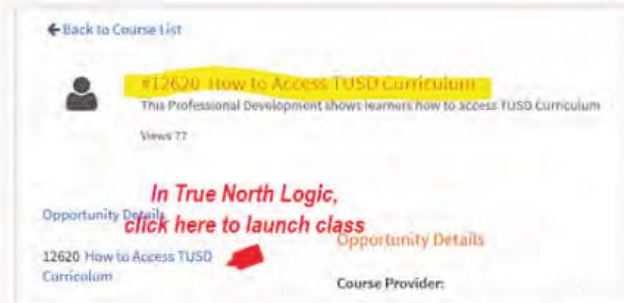 Back to Course List
#12620 How to Access TUSD Curriculum
This Professional Development shows learners how to access TUSD Curriculum
Views 77
In True North Logic,
click here to launch class
Opportunity Details
Opportunity Details
12620 How to Access TUSD
Curriculum
Course Provider: